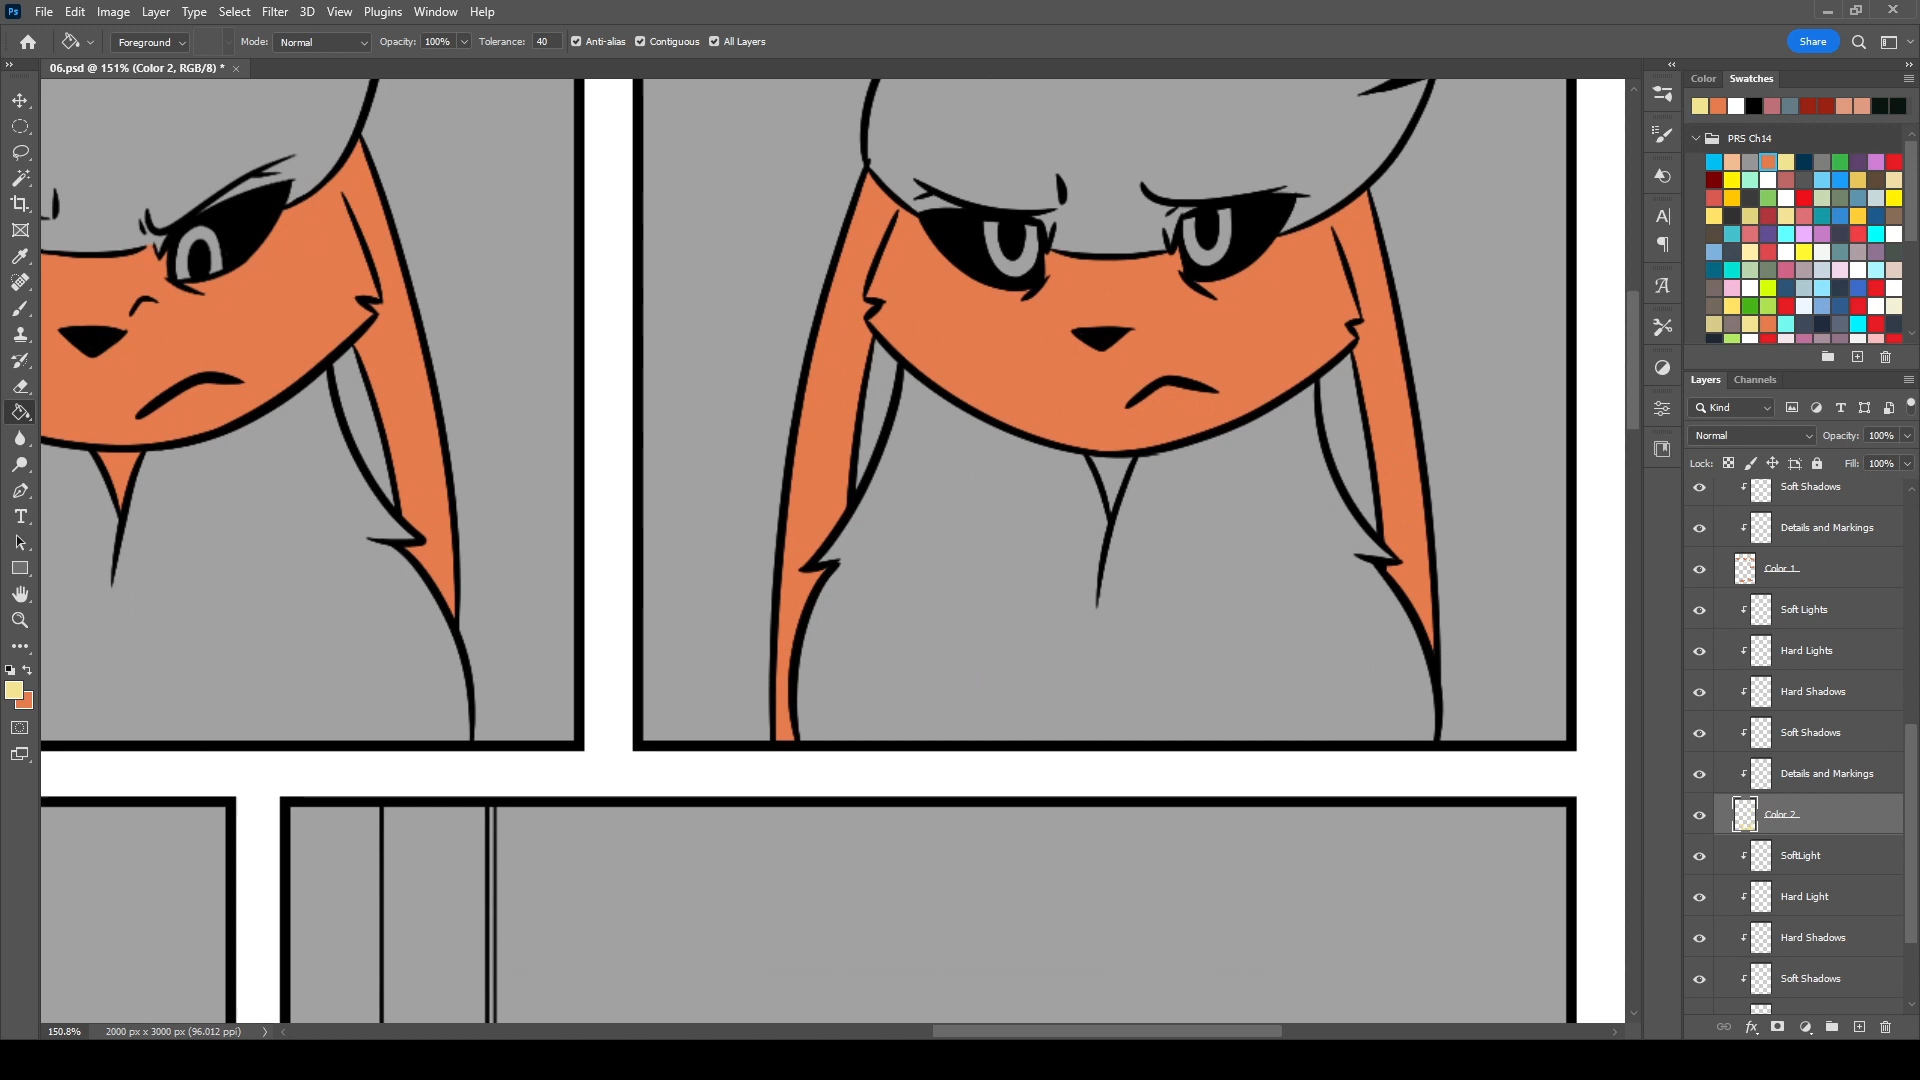 Ps File Edit Image Layer Type Select Filter 3D View Plugins Window Help
Foreground Mode: Normal Opacity: 100% Tolerance: 40 Anti-alias Contiguous All Layers Share
06.psd @ 151% (Color 2, RGB/8) *
Color Swatches
PRS Ch14
Layers Channels
Kind
Normal Opacity: 100%
Lock: Fill: 100%
Soft Shadows
Details and Markings
Color 1
Soft Lights
Hard Lights
Hard Shadows
Soft Shadows
Details and Markings
Color 2
SoftLight
Hard Light
Hard Shadows
Soft Shadows
150.8% 2000 px x 3000 px (96.012 ppi)